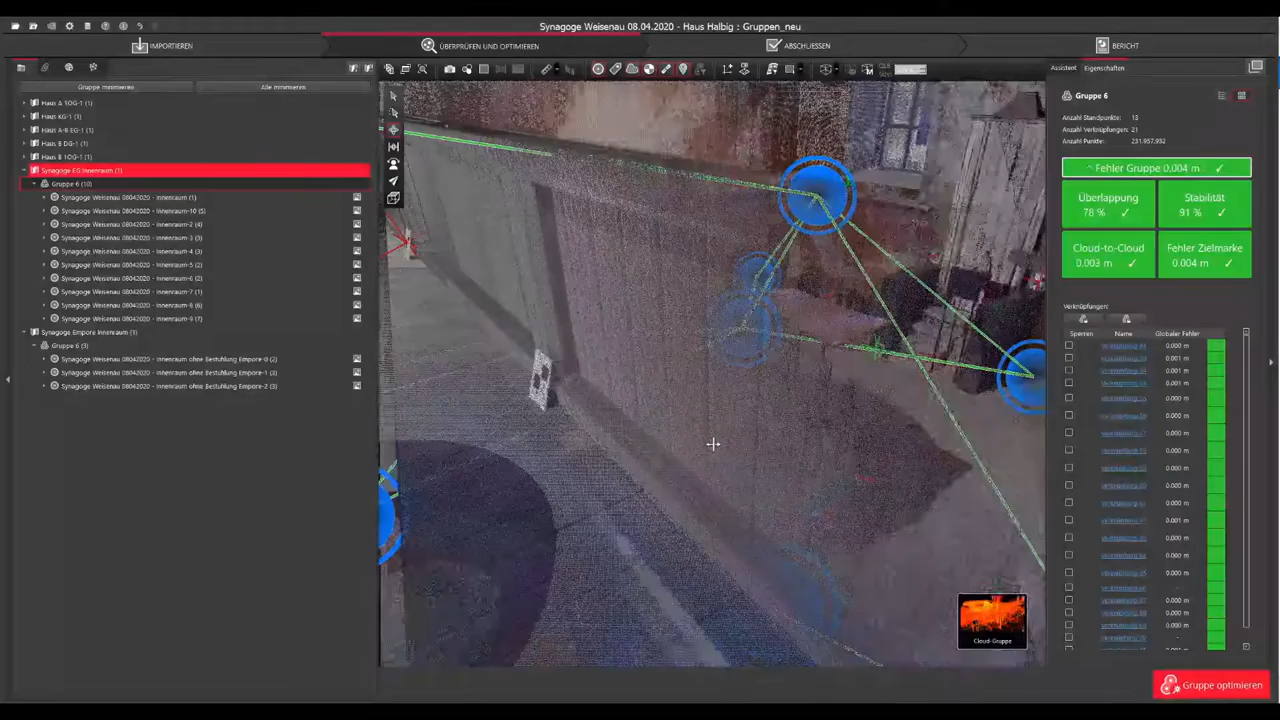 Synagoge Weisenau 08.04.2020 - Haus Halbig : Gruppen_neu
IMPORTIEREN
ÜBERPRÜFEN UND OPTIMIEREN
ABSCHLIESSEN
BERICHT
Gruppe minimieren
Alle minimieren
Haus A 1OG-1 (1)
Haus KG-1 (1)
Haus A-B EG-1 (1)
Haus B DG-1 (1)
Haus B 1OG-1 (1)
Synagoge EG Innenraum (1)
Gruppe 6 (10)
Synagoge Weisenau 08042020 - Innenraum (1)
Synagoge Weisenau 08042020 - Innenraum-10 (5)
Synagoge Weisenau 08042020 - Innenraum-2 (4)
Synagoge Weisenau 08042020 - Innenraum-3 (3)
Synagoge Weisenau 08042020 - Innenraum-4 (3)
Synagoge Weisenau 08042020 - Innenraum-5 (2)
Synagoge Weisenau 08042020 - Innenraum-6 (2)
Synagoge Weisenau 08042020 - Innenraum-7 (1)
Synagoge Weisenau 08042020 - Innenraum-8 (6)
Synagoge Weisenau 08042020 - Innenraum-9 (7)
Synagoge Empore Innenraum (1)
Gruppe 6 (3)
Synagoge Weisenau 08042020 - Innenraum ohne Bestuhlung Empore-0 (2)
Synagoge Weisenau 08042020 - Innenraum ohne Bestuhlung Empore-1 (3)
Synagoge Weisenau 08042020 - Innenraum ohne Bestuhlung Empore-2 (3)
Cloud-Gruppe
Assistent Eigenschaften
Gruppe 6
Anzahl Standpunkte: 13
Anzahl Verknüpfungen: 21
Anzahl Punkte: 231.957.932
^ Fehler Gruppe 0.004 m ✓
Überlappung
78 % ✓
Stabilität
91 % ✓
Cloud-to-Cloud
0.003 m ✓
Fehler Zielmarke
0.004 m ✓
Verknüpfungen:
Sperren Name Globaler Fehler
0.000 m
0.001 m
0.001 m
0.001 m
0.000 m
0.000 m
0.000 m
0.000 m
0.000 m
0.000 m
0.000 m
0.001 m
0.000 m
0.000 m
0.000 m
-
0.000 m
0.000 m
0.000 m
-
Gruppe optimieren